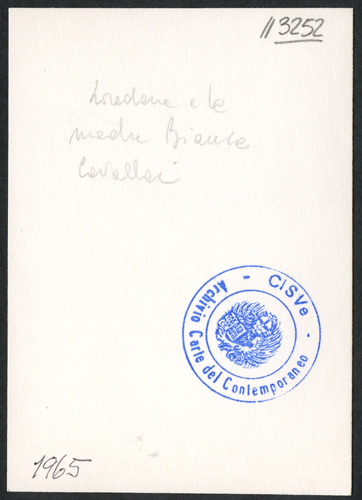 113252
Loredana e la
madre Bianca
Cavallari
CISVe - Archivio Carte del Contemporaneo -
1965